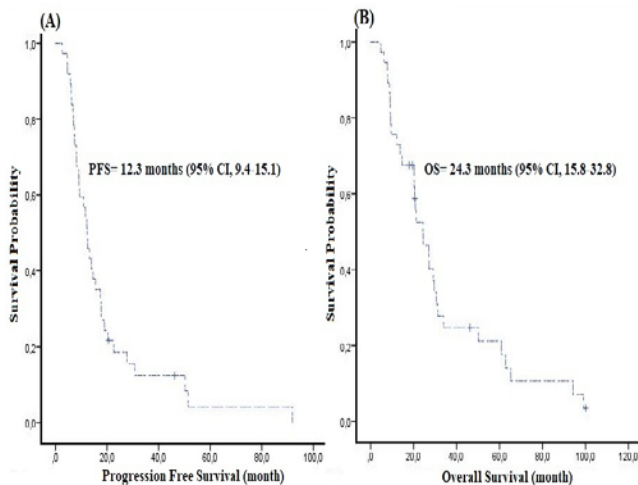 (A)
Survival Probability
1,0
0,8
0,6
0,4
0,2
0,0
PFS= 12.3 months (95% CI, 9.4-15.1)
,0 20,0 40,0 60,0 80,0 100,0
Progression Free Survival (month)
(B)
Survival Probability
1,0
0,8
0,6
0,4
0,2
0,0
OS= 24.3 months (95% CI, 15.8-32.8)
,0 20,0 40,0 60,0 80,0 100,0 120,0
Overall Survival (month)